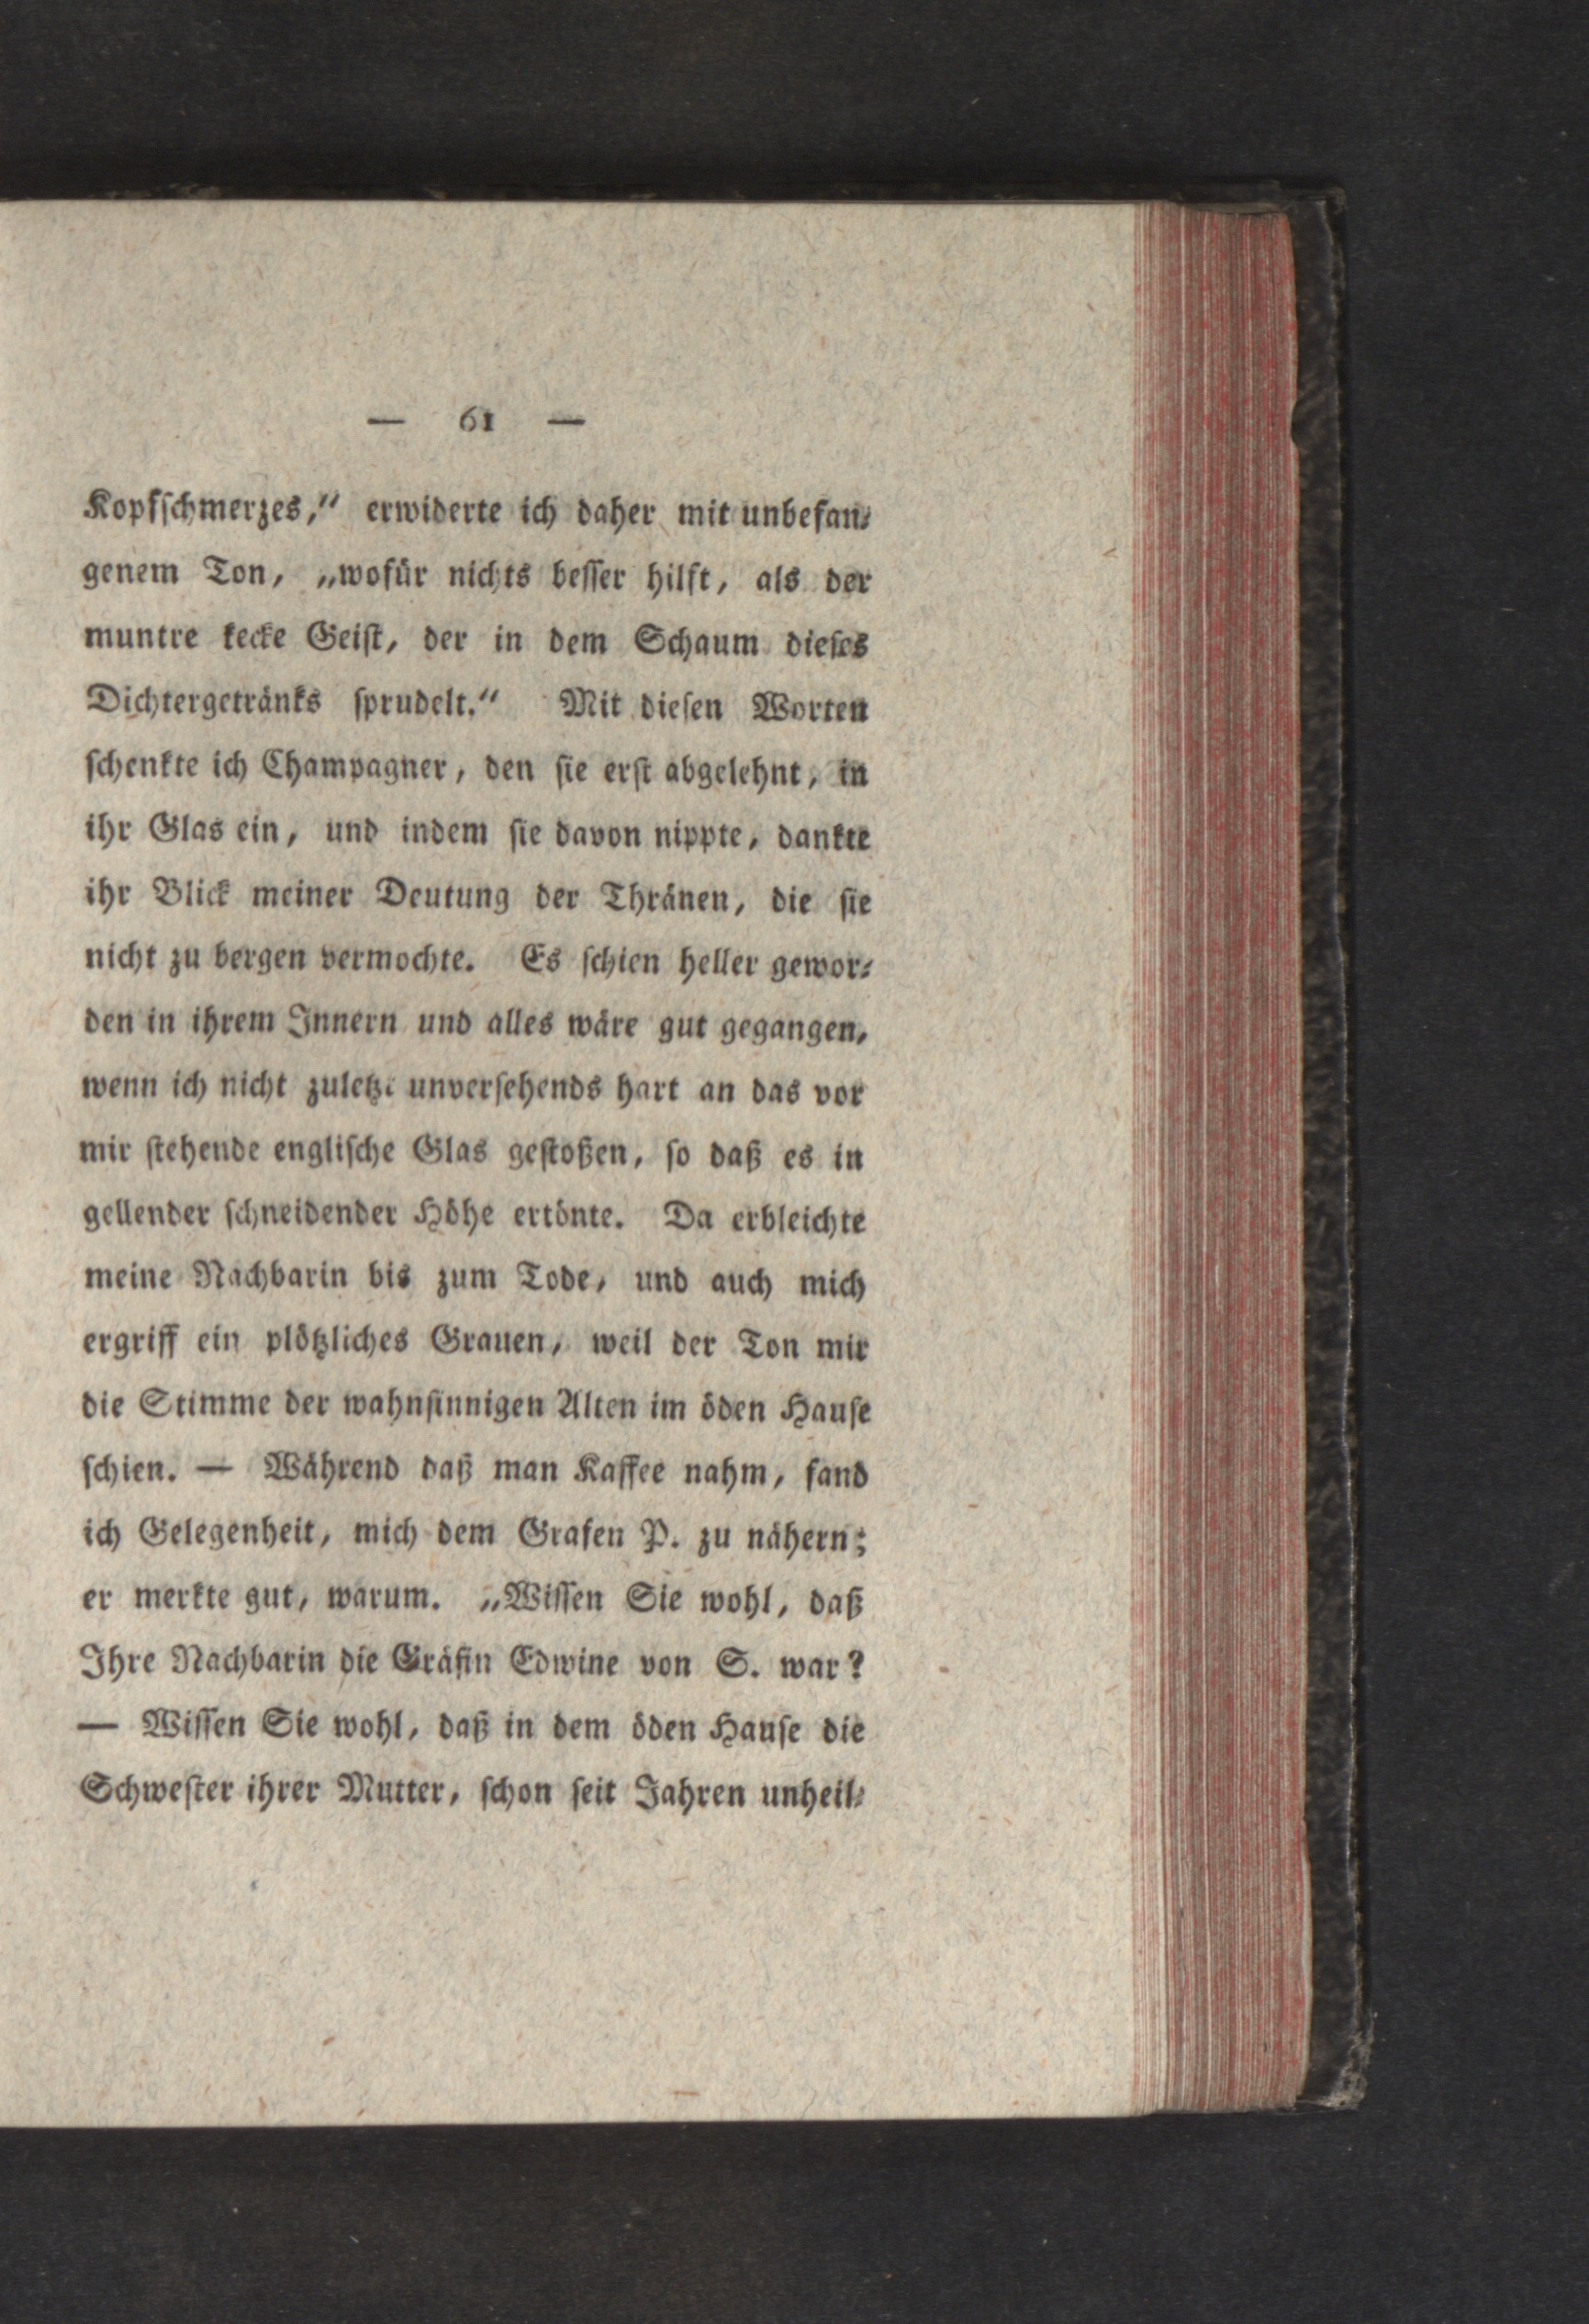 — 61 —
Kopfſchmerzes,“ erwiderte ich daher mit unbefan⸗
genem Ton, „wofür nichts beſſer hilft, als der
muntre kecke Geiſt, der in dem Schaum dieſes
Dichtergetränks ſprudelt.“ Mit dieſen Worten
ſchenkte ich Champagner, den ſie erſt abgelehnt, in
ihr Glas ein, und indem ſie davon nippte, dankte
ihr Blick meiner Deutung der Thränen, die ſie
nicht zu bergen vermochte. Es ſchien heller gewor⸗
den in ihrem Innern und alles wäre gut gegangen,
wenn ich nicht zuletzt unverſehends hart an das vor
mir ſtehende engliſche Glas geſtoßen, ſo daß es in
gellender ſchneidender Höhe ertönte. Da erbleichte
meine Nachbarin bis zum Tode, und auch mich
ergriff ein plötzliches Grauen, weil der Ton mir
die Stimme der wahnſinnigen Alten im öden Hauſe
ſchien. — Während daß man Kaffee nahm, fand
ich Gelegenheit, mich dem Grafen P. zu nähern;
er merkte gut, warum. „Wiſſen Sie wohl, daß
Ihre Nachbarin die Gräfin Edwine von S. war?
— Wiſſen Sie wohl, daß in dem öden Hauſe die
Schweſter ihrer Mutter, ſchon ſeit Jahren unheil⸗